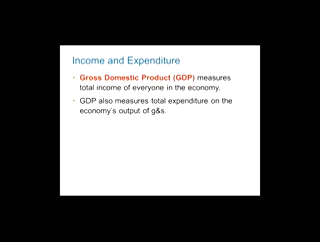 Income and Expenditure
Gross Domestic Product (GDP) measures
total income of everyone in the economy.
GDP also measures total expenditure on the
economy's output of g&s.